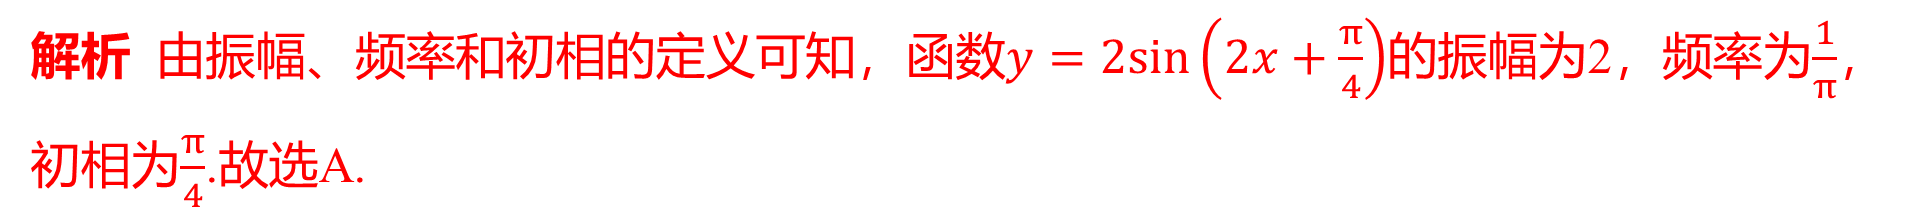 解析 由振幅、频率和初相的定义可知，函数y = 2sin(2x + π/4)的振幅为2，频率为1/π，
初相为π/4.故选A.